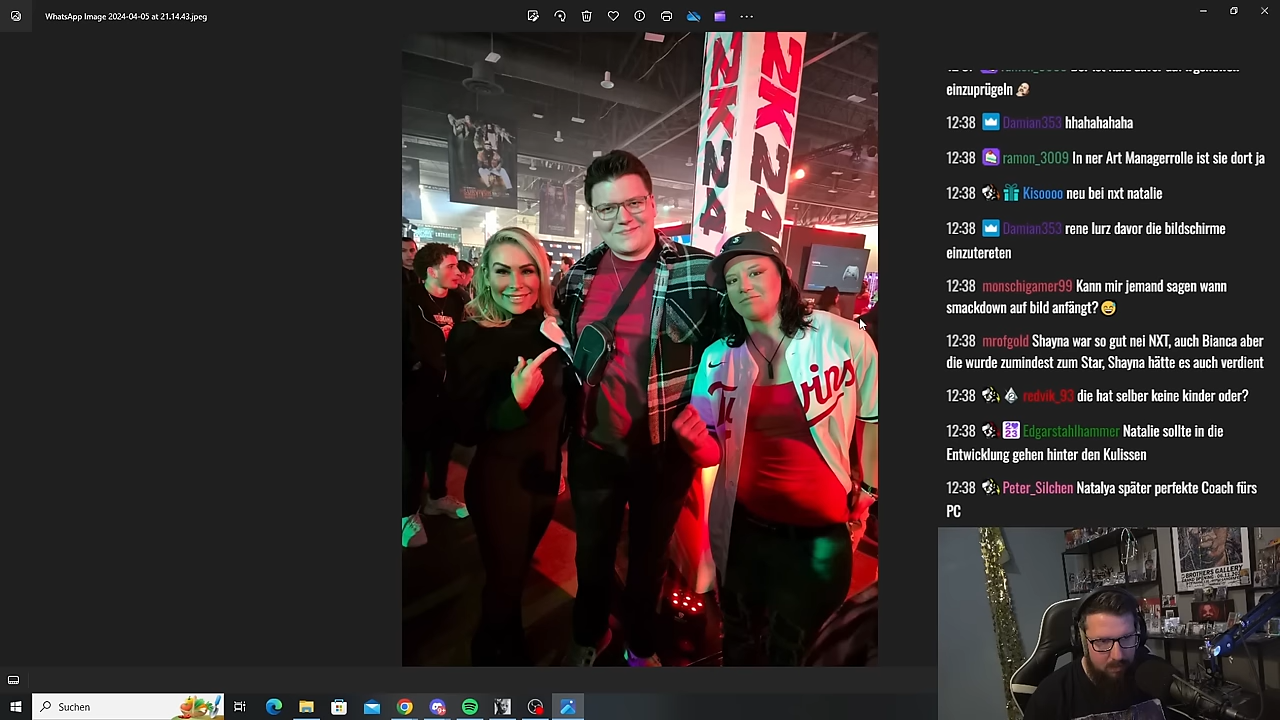 WhatsApp Image 2024-04-05 at 21.14.43.jpeg
einzuprügeln
12:38 Damian353 hhahahahaha
12:38 ramon_3009 In ner Art Managerrolle ist sie dort ja
12:38 Kisoooo neu bei nxt natalie
12:38 Damian353 rene lurz davor die bildschirme
einzutereten
12:38 monschigamer99 Kann mir jemand sagen wann
smackdown auf bild anfängt?
12:38 mrofgold Shayna war so gut nei NXT, auch Bianca aber
die wurde zumindest zum Star, Shayna hätte es auch verdient
12:38 redvik_93 die hat selber keine kinder oder?
12:38 Edgarstahlhammer Natalie sollte in die
Entwicklung gehen hinter den Kulissen
12:38 Peter_Silchen Natalya später perfekte Coach fürs
PC
2K24
2K24
2K24
2K24
BROTHERS GALLERY
Suchen